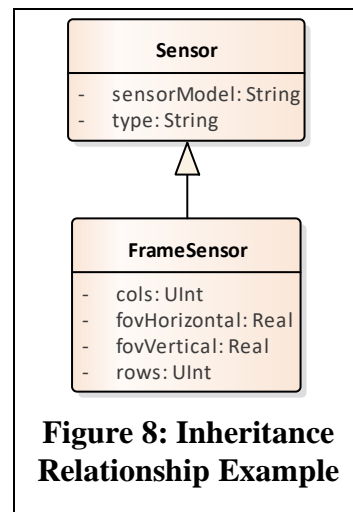 Sensor
- sensorModel: String
- type: String
FrameSensor
- cols: UInt
- fovHorizontal: Real
- fovVertical: Real
- rows: UInt
Figure 8: Inheritance
Relationship Example